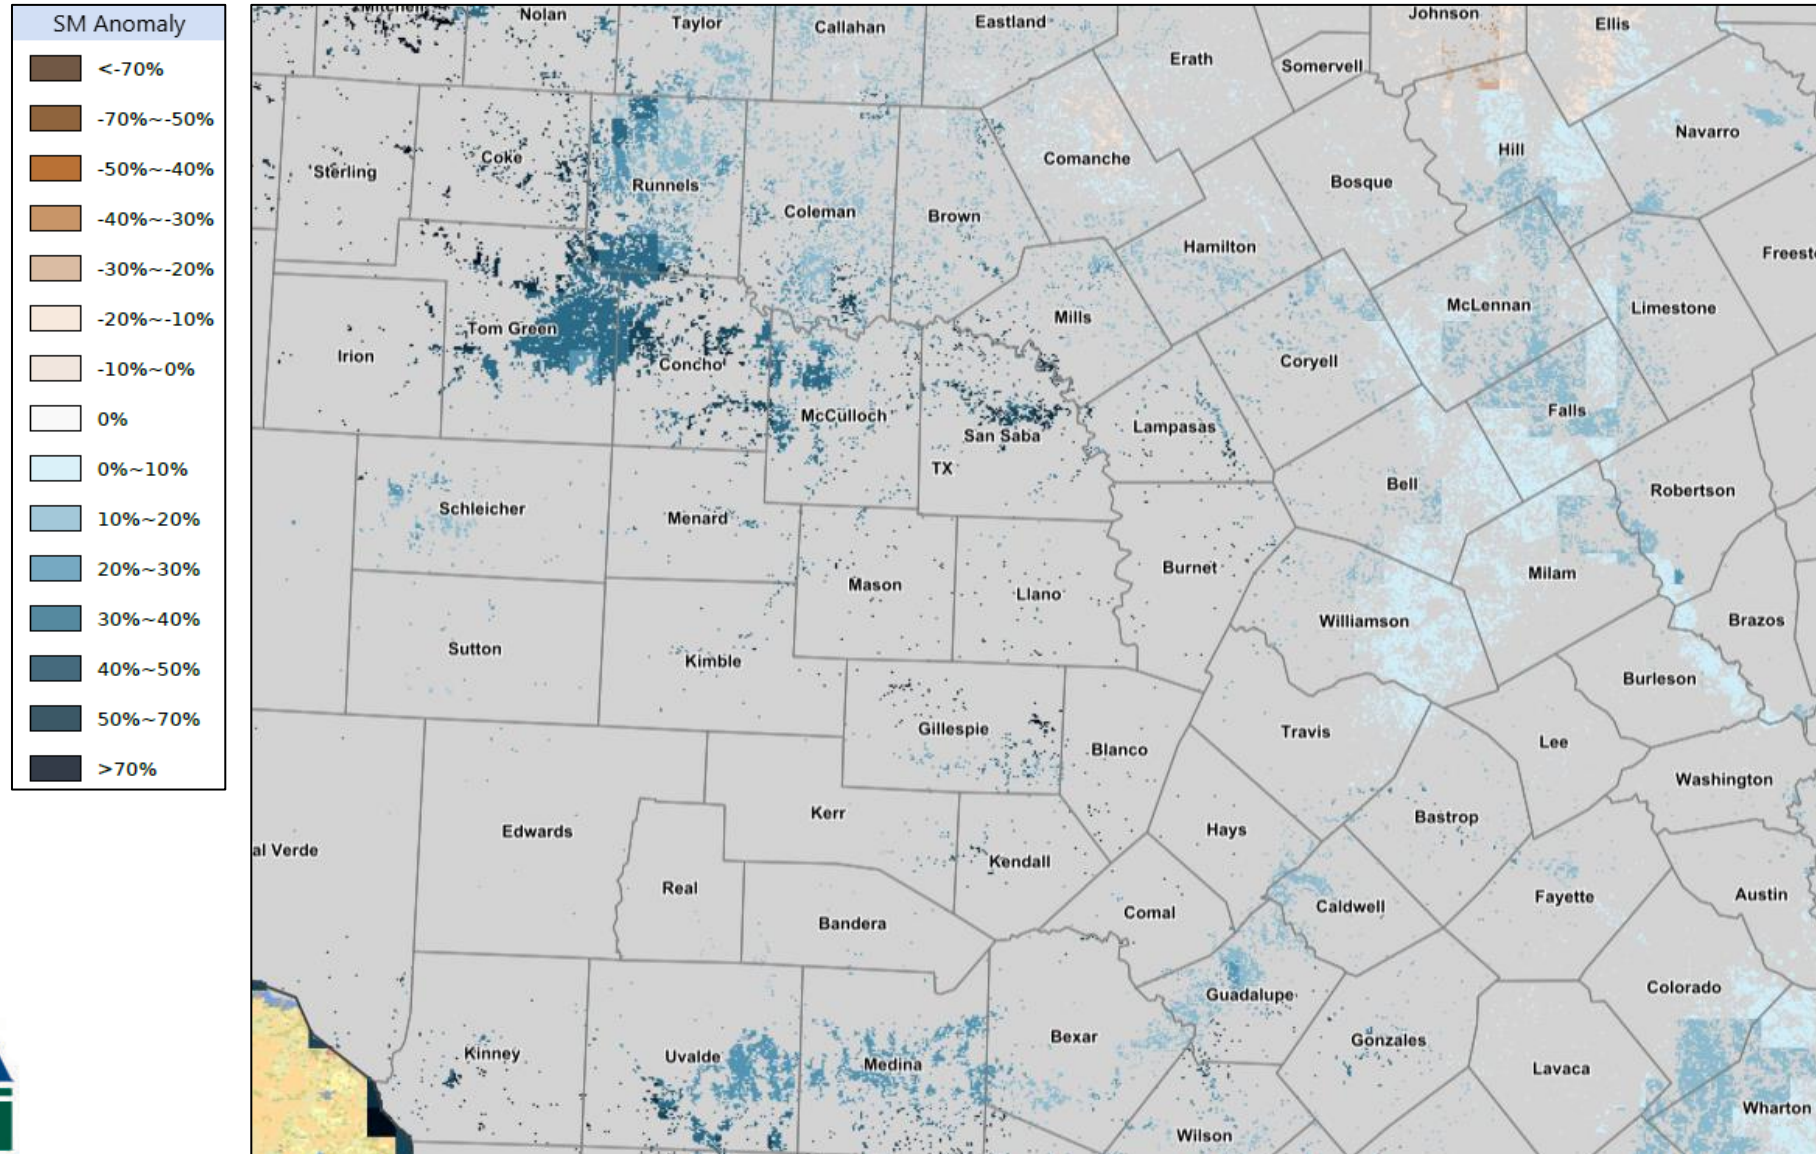 SM Anomaly
<-70%
-70%~-50%
-50%~-40%
-40%~-30%
-30%~-20%
-20%~-10%
-10%~0%
0%
0%~10%
10%~20%
20%~30%
30%~40%
40%~50%
50%~70%
>70%
Mitchell
Nolan
Taylor
Callahan
Eastland
Erath
Somervell
Johnson
Ellis
Sterling
Coke
Runnels
Coleman
Brown
Comanche
Hamilton
Bosque
Hill
Navarro
Freest
Irion
Tom Green
Concho
McCulloch
San Saba
TX
Mills
Lampasas
Coryell
McLennan
Limestone
Falls
Bell
Robertson
Schleicher
Menard
Mason
Llano
Burnet
Williamson
Milam
Brazos
Burleson
Sutton
Kimble
Gillespie
Blanco
Travis
Lee
Washington
al Verde
Edwards
Real
Kerr
Bandera
Kendall
Comal
Hays
Caldwell
Bastrop
Fayette
Austin
Colorado
Kinney
Uvalde
Medina
Bexar
Guadalupe
Gonzales
Lavaca
Wharton
Wilson